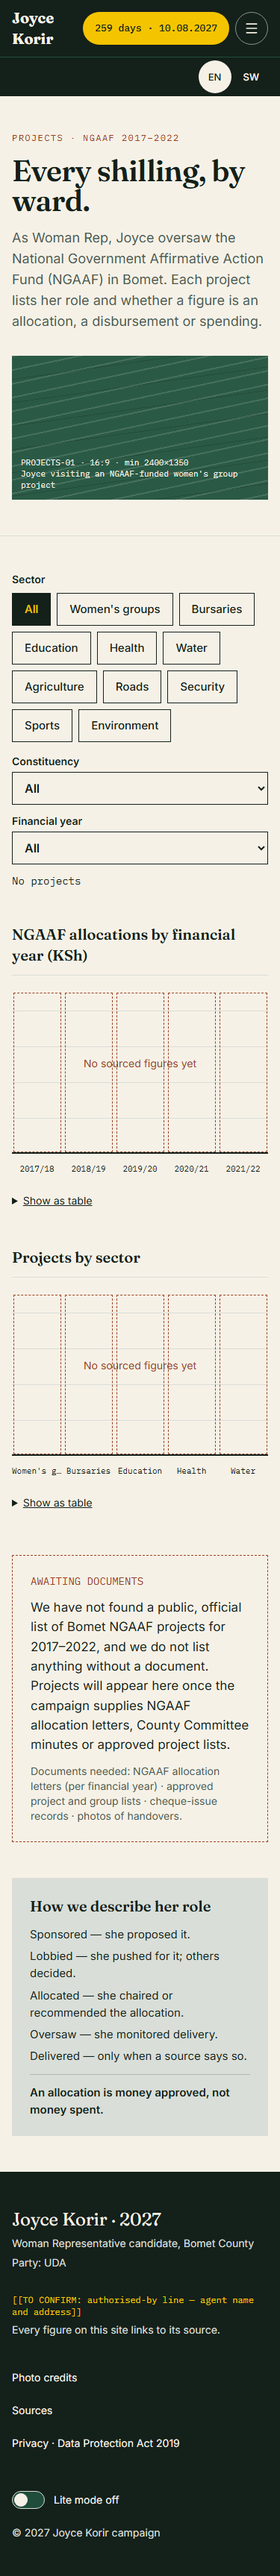 Joyce
Korir
259 days · 10.08.2027
EN
SW
PROJECTS · NGAAF 2017–2022
Every shilling, by
ward.
As Woman Rep, Joyce oversaw the
National Government Affirmative Action
Fund (NGAAF) in Bomet. Each project
lists her role and whether a figure is an
allocation, a disbursement or spending.
PROJECTS-01 · 16:9 · min 2400×1350
Joyce visiting an NGAAF-funded women's group
project
Sector
All
Women's groups
Bursaries
Education
Health
Water
Agriculture
Roads
Security
Sports
Environment
Constituency
All
Financial year
All
No projects
NGAAF allocations by financial
year (KSh)
No sourced figures yet
2017/18 2018/19 2019/20 2020/21 2021/22
Show as table
Projects by sector
No sourced figures yet
Women's g… Bursaries Education Health Water
Show as table
AWAITING DOCUMENTS
We have not found a public, official
list of Bomet NGAAF projects for
2017–2022, and we do not list
anything without a document.
Projects will appear here once the
campaign supplies NGAAF
allocation letters, County Committee
minutes or approved project lists.
Documents needed: NGAAF allocation
letters (per financial year) · approved
project and group lists · cheque-issue
records · photos of handovers.
How we describe her role
Sponsored — she proposed it.
Lobbied — she pushed for it; others
decided.
Allocated — she chaired or
recommended the allocation.
Oversaw — she monitored delivery.
Delivered — only when a source says so.
An allocation is money approved, not
money spent.
Joyce Korir · 2027
Woman Representative candidate, Bomet County
Party: UDA
[[TO CONFIRM: authorised-by line — agent name
and address]]
Every figure on this site links to its source.
Photo credits
Sources
Privacy · Data Protection Act 2019
Lite mode off
© 2027 Joyce Korir campaign